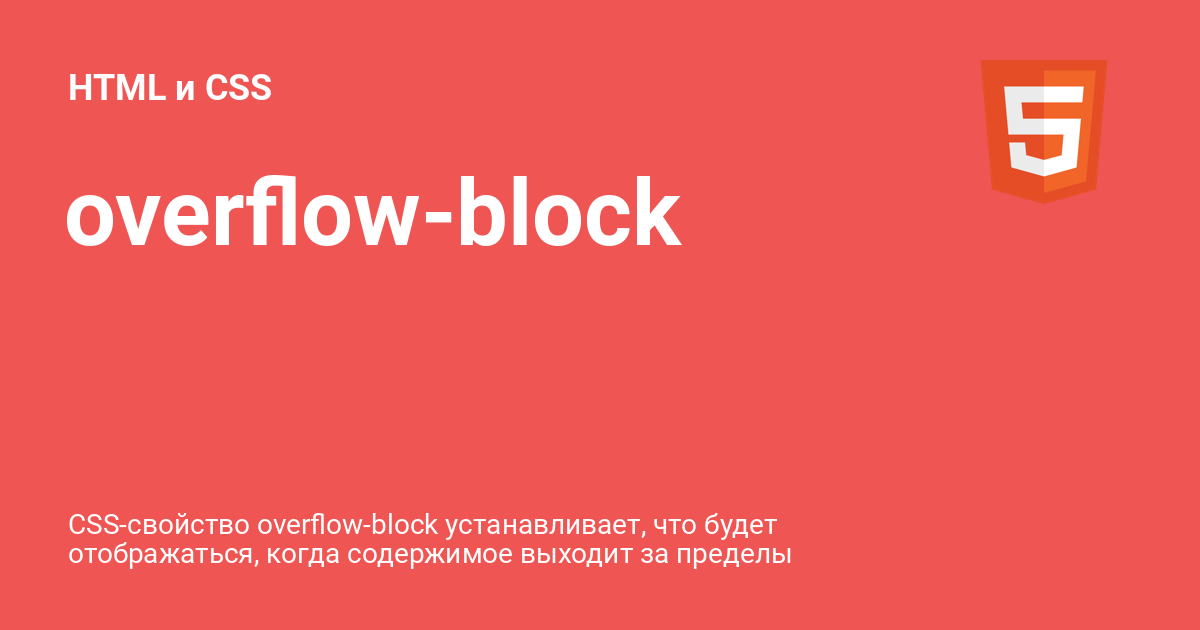 HTML и CSS
overflow-block
CSS-свойство overflow-block устанавливает, что будет
отображаться, когда содержимое выходит за пределы